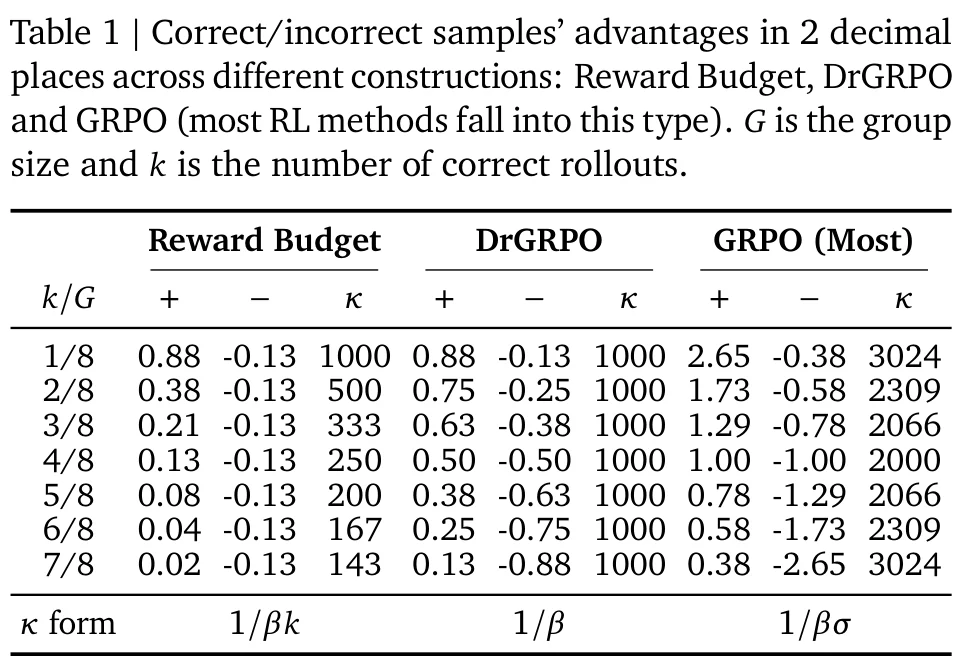 Table 1 | Correct/incorrect samples’ advantages in 2 decimal
places across different constructions: Reward Budget, DrGRPO
and GRPO (most RL methods fall into this type). G is the group
size and k is the number of correct rollouts.
Reward Budget DrGRPO GRPO (Most)
k/G + − κ + − κ + − κ
1/8 0.88 -0.13 1000 0.88 -0.13 1000 2.65 -0.38 3024
2/8 0.38 -0.13 500 0.75 -0.25 1000 1.73 -0.58 2309
3/8 0.21 -0.13 333 0.63 -0.38 1000 1.29 -0.78 2066
4/8 0.13 -0.13 250 0.50 -0.50 1000 1.00 -1.00 2000
5/8 0.08 -0.13 200 0.38 -0.63 1000 0.78 -1.29 2066
6/8 0.04 -0.13 167 0.25 -0.75 1000 0.58 -1.73 2309
7/8 0.02 -0.13 143 0.13 -0.88 1000 0.38 -2.65 3024
κ form 1/βk 1/β 1/βσ